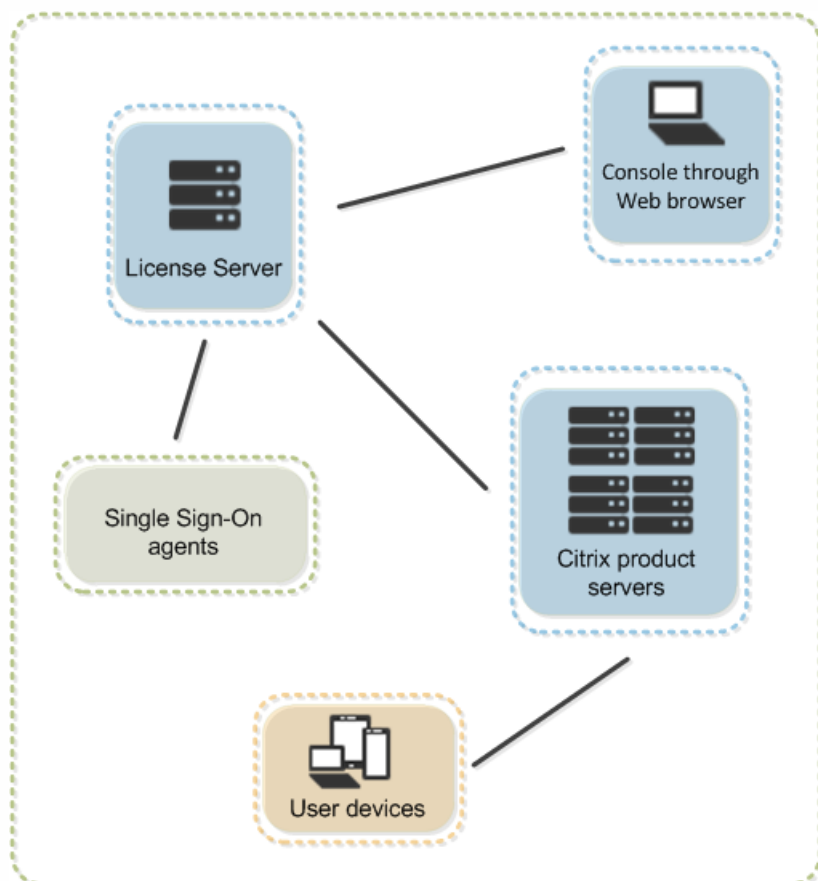 Console through
Web browser
License Server
Single Sign-On
agents
Citrix product
servers
User devices